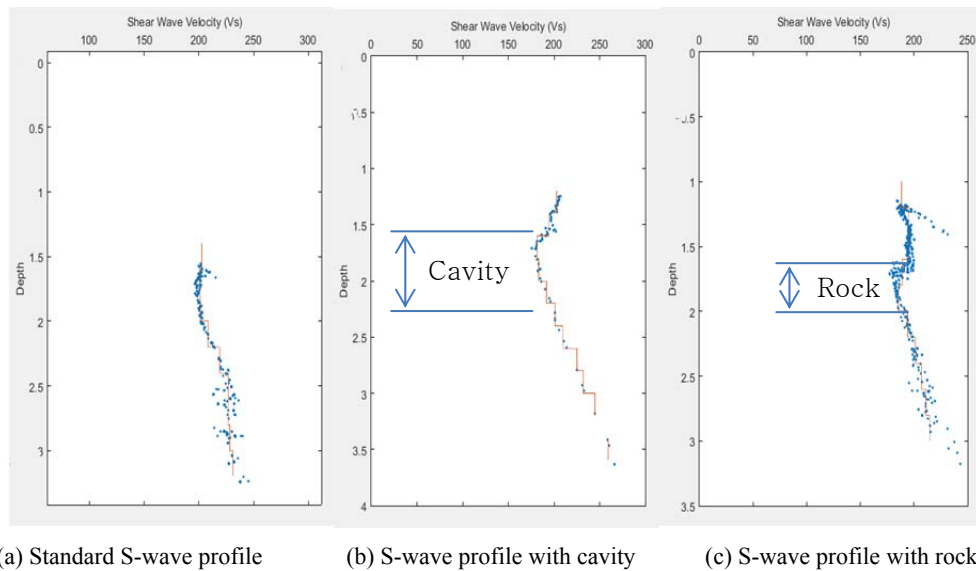 Shear Wave Velocity (Vs)
100 150 200 250 300
0
0.5
1
1.5
2
2.5
3
Depth
Shear Wave Velocity (Vs)
0 50 100 150 200 250 300
0
1
1.5
2
2.5
3
3.5
4
Depth
Cavity
Shear Wave Velocity (Vs)
0 50 100 150 200 250
0
1
1.5
2
2.5
3
3.5
Depth
Rock
(a) Standard S-wave profile
(b) S-wave profile with cavity
(c) S-wave profile with rock